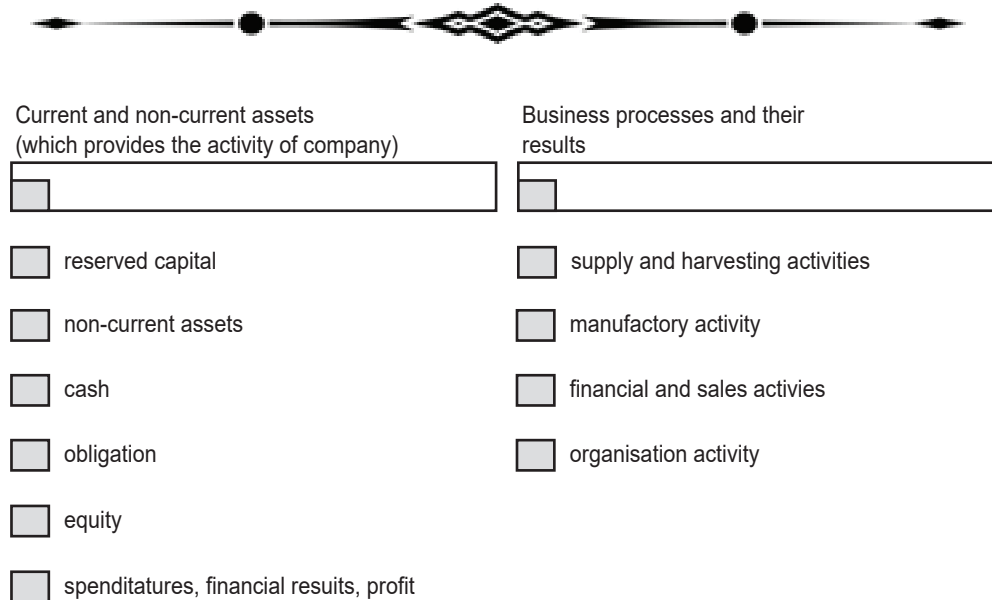 Current and non-current assets
(which provides the activity of company)
reserved capital
non-current assets
cash
obligation
equity
spenditatures, financial resuits, profit
Business processes and their
results
supply and harvesting activities
manufactory activity
financial and sales activies
organisation activity